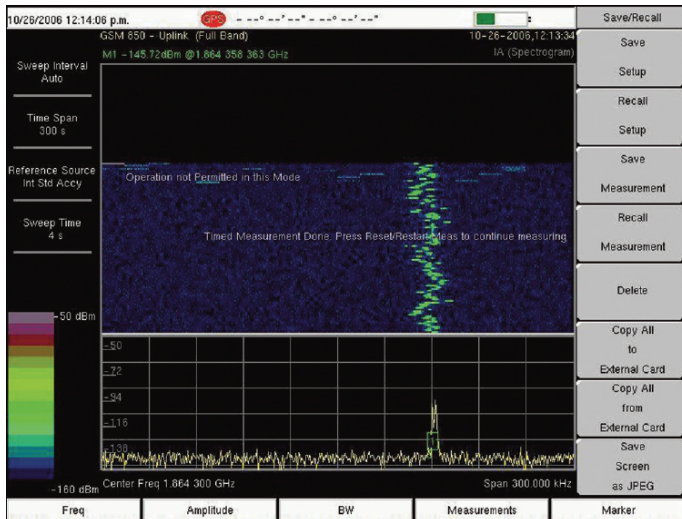 10/26/2006 12:14:06 p.m.
GPS
Save/Recall
GSM 850 - Uplink (Full Band)
10-26-2006,12:13:34
M1 -145.72dBm @1.864 358 363 GHz
IA (Spectrogram)
Sweep Interval
Auto
Time Span
300 s
Reference Source
Int Std Accy
Sweep Time
4 s
Operation not Permitted in this Mode
Timed Measurement Done. Press Reset/Restart Meas to continue measuring
-50 dBm
-160 dBm
-50
-72
-94
-116
-138
Center Freq 1.864 300 GHz
Span 300.000 kHz
Save
Setup
Recall
Setup
Save
Measurement
Recall
Measurement
Delete
Copy All
to
External Card
Copy All
from
External Card
Save
Screen
as JPEG
Freq
Amplitude
BW
Measurements
Marker